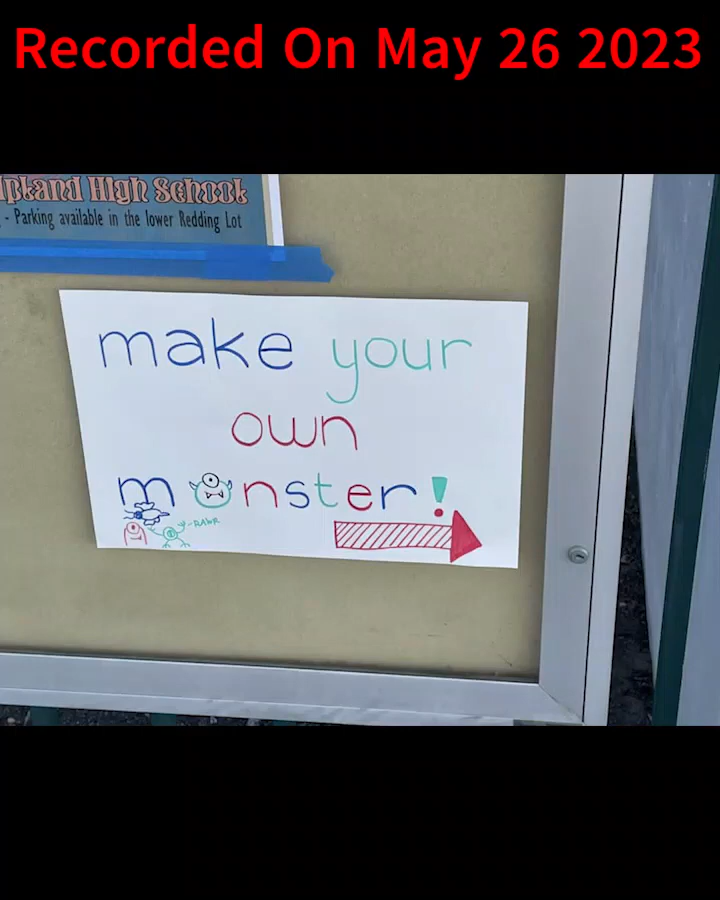 Recorded On May 26 2023
High School
- Parking available in the lower Redding Lot
make your
own
monster!
-RAWR